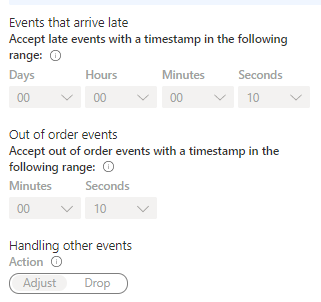 Events that arrive late
Accept late events with a timestamp in the following
range:
Days Hours Minutes Seconds
00 00 00 10
Out of order events
Accept out of order events with a timestamp in the
following range:
Minutes Seconds
00 10
Handling other events
Action
Adjust Drop